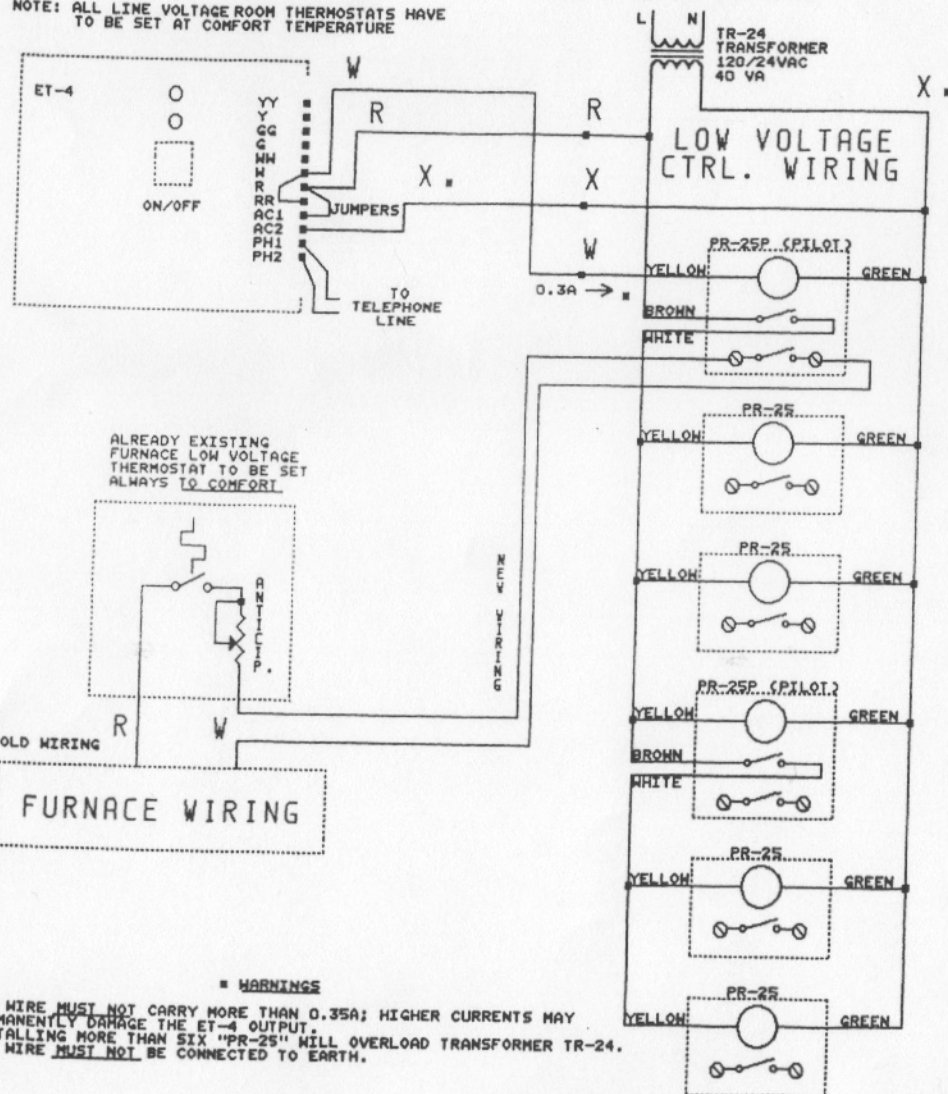 NOTE: ALL LINE VOLTAGE ROOM THERMOSTATS HAVE
TO BE SET AT COMFORT TEMPERATURE
L N
TR-24
TRANSFORMER
120/24VAC
40 VA
ET-4
W
X
YY
Y
GG
G
WW
W
R
RR
AC1
AC2
PH1
PH2
ON/OFF
R
R
LOW VOLTAGE
CTRL. WIRING
X
X
JUMPERS
W
TO
TELEPHONE
LINE
0.3A
PR-25P (PILOT)
YELLOW
GREEN
BROWN
WHITE
PR-25
YELLOW
GREEN
ALREADY EXISTING
FURNACE LOW VOLTAGE
THERMOSTAT TO BE SET
ALWAYS TO COMFORT
ANTICIP.
NEW WIRING
PR-25
YELLOW
GREEN
PR-25P (PILOT)
YELLOW
GREEN
BROWN
WHITE
R
W
OLD WIRING
FURNACE WIRING
PR-25
YELLOW
GREEN
PR-25
YELLOW
GREEN
WARNINGS
WIRE MUST NOT CARRY MORE THAN 0.35A; HIGHER CURRENTS MAY
MANENTLY DAMAGE THE ET-4 OUTPUT.
TALLING MORE THAN SIX "PR-25" WILL OVERLOAD TRANSFORMER TR-24.
WIRE MUST NOT BE CONNECTED TO EARTH.